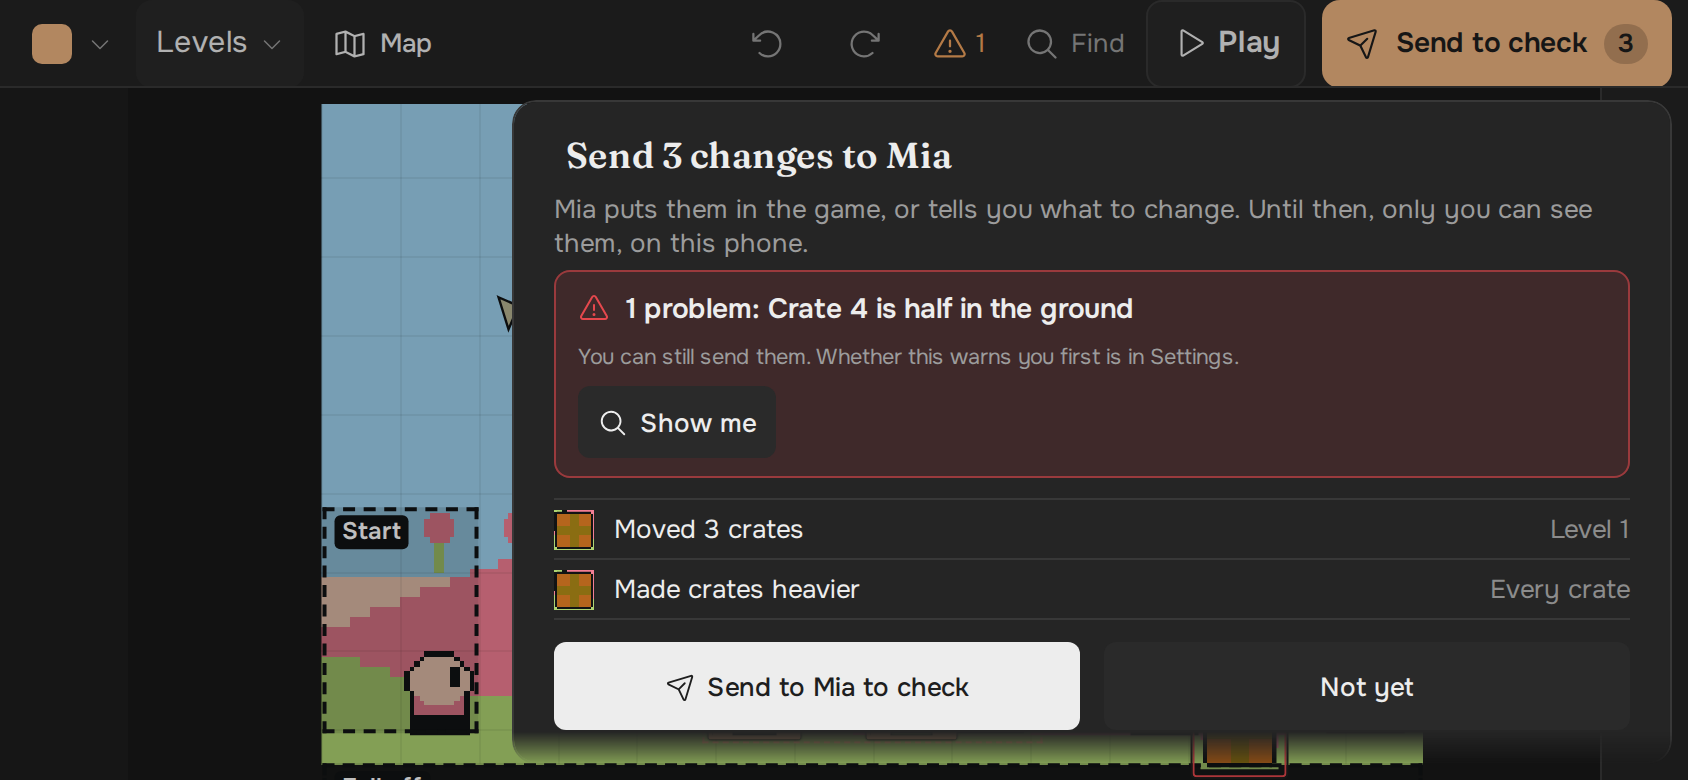 Levels
Map
1
Find
Play
Send to check
3
Send 3 changes to Mia
Mia puts them in the game, or tells you what to change. Until then, only you can see
them, on this phone.
1 problem: Crate 4 is half in the ground
You can still send them. Whether this warns you first is in Settings.
Show me
Start
Moved 3 crates
Level 1
Made crates heavier
Every crate
Send to Mia to check
Not yet